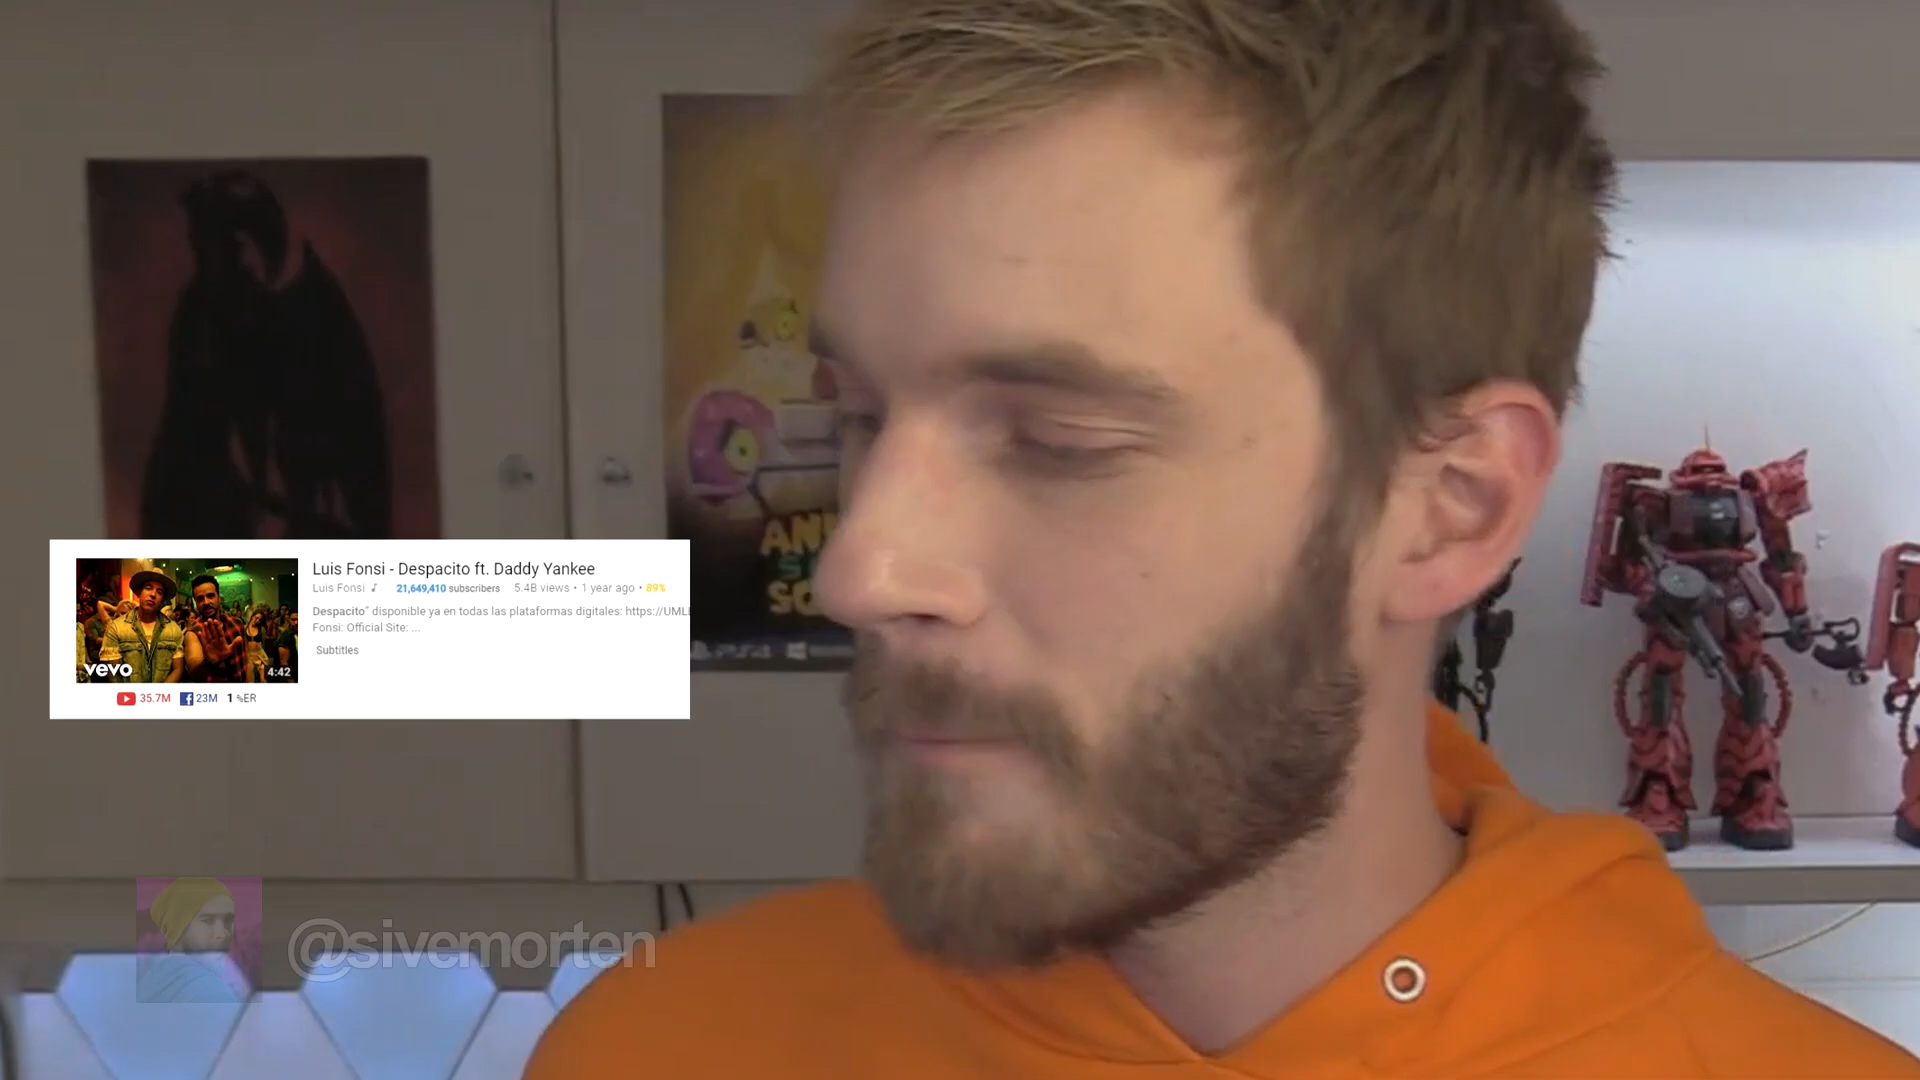 Luis Fonsi - Despacito ft. Daddy Yankee
Luis Fonsi 21,649,410 subscribers 5.4B views • 1 year ago • 89%
Despacito” disponible ya en todas las plataformas digitales: https://UMLE
Fonsi: Official Site: ...
Subtitles
vevo 4:42
35.7M 23M 1 %ER
@sivemorten